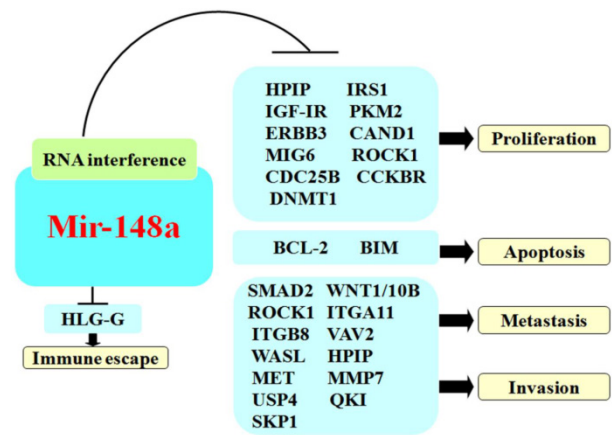 RNA interference
Mir-148a
HLG-G
Immune escape
HPIP IRS1
IGF-IR PKM2
ERBB3 CAND1
MIG6 ROCK1
CDC25B CCKBR
DNMT1
Proliferation
BCL-2 BIM
Apoptosis
SMAD2 WNT1/10B
ROCK1 ITGA11
ITGB8 VAV2
WASL HPIP
MET MMP7
USP4 QKI
SKP1
Metastasis
Invasion